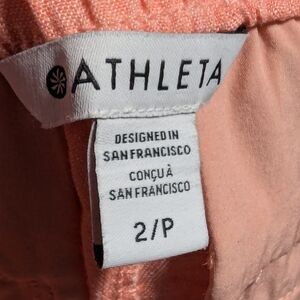 ATHLETA
DESIGNED IN
SAN FRANCISCO
CONÇU À
SAN FRANCISCO
2/P